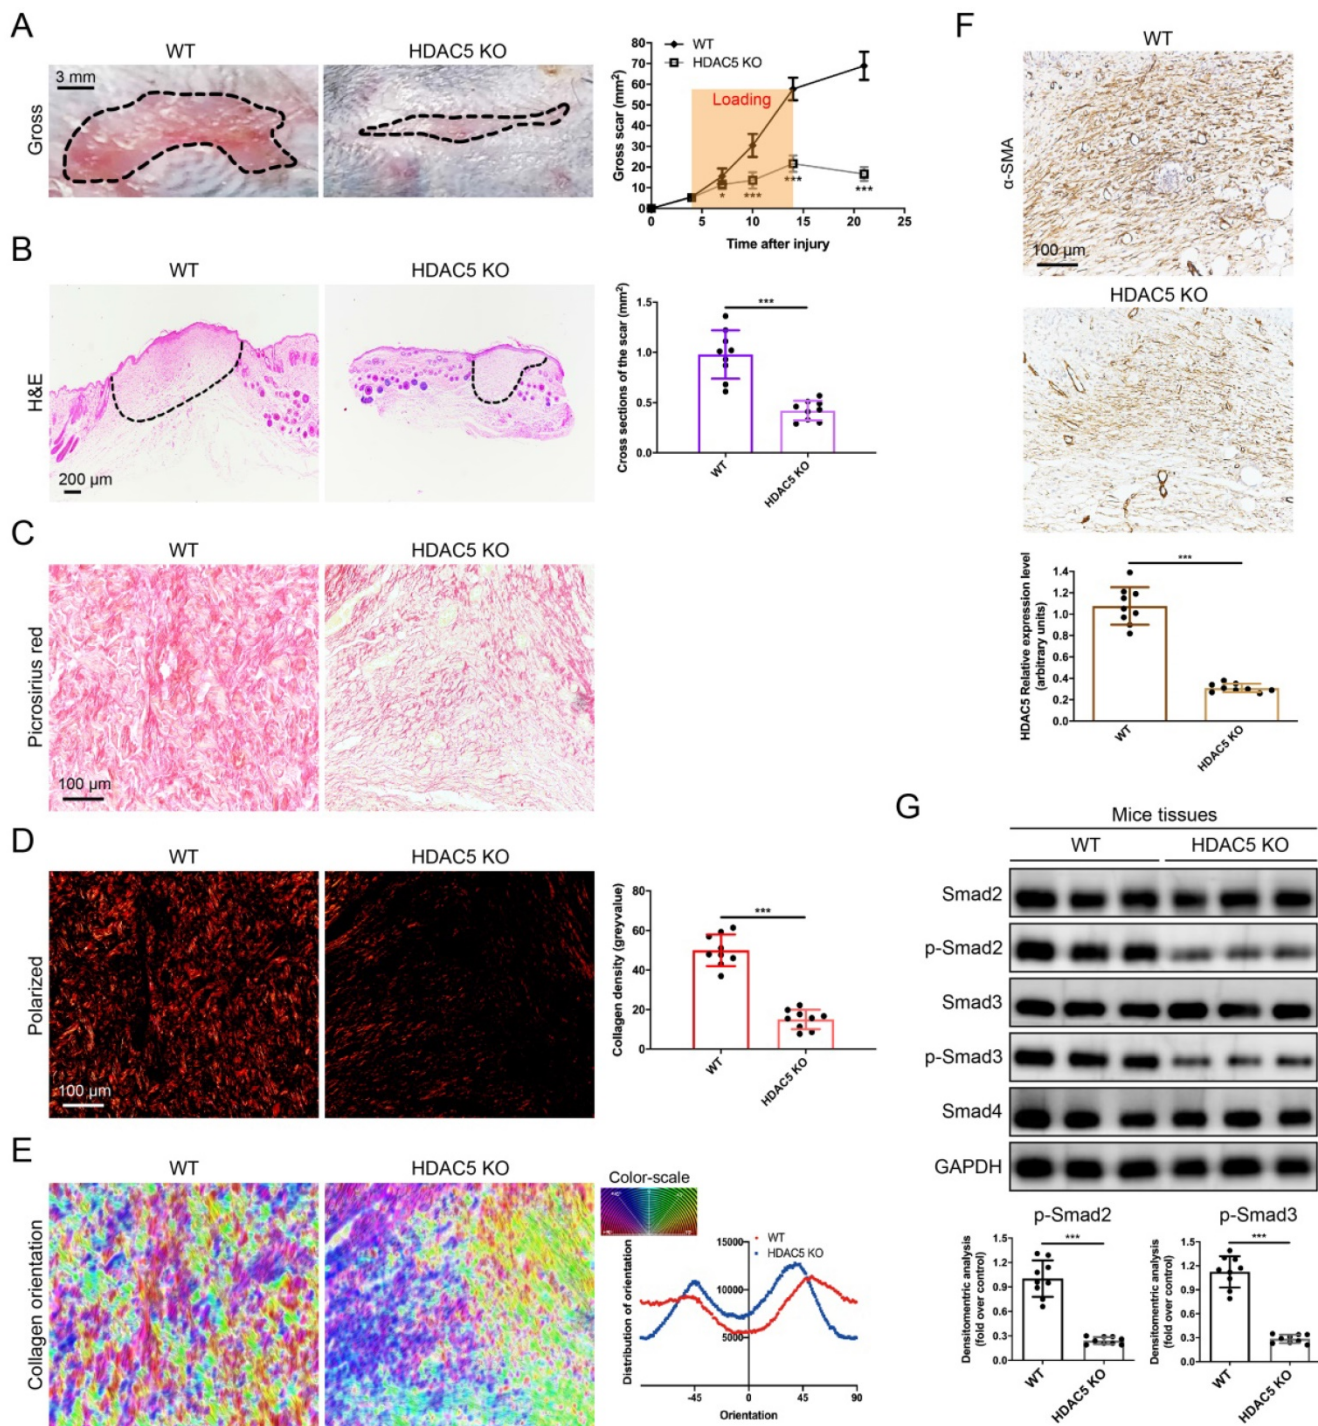 A
WT
HDAC5 KO
3 mm
Gross
WT
HDAC5 KO
Loading
Gross scar (mm²)
80
70
60
50
40
30
20
10
0
*
***
***
***
0
5
10
15
20
25
Time after injury
B
WT
HDAC5 KO
H&E
200 µm
Cross sections of the scar (mm²)
1.5
1.0
0.5
0.0
***
WT
HDAC5 KO
C
WT
HDAC5 KO
Picrosirius red
100 µm
D
WT
HDAC5 KO
Polarized
100 µm
Collagen density (greyvalue)
80
60
40
20
0
***
WT
HDAC5 KO
E
WT
HDAC5 KO
Collagen orientation
Color-scale
WT
HDAC5 KO
Distribution of orientation
15000
10000
5000
-45
0
45
90
Orientation
F
WT
α-SMA
100 µm
HDAC5 KO
HDAC5 Relative expression level
(arbitrary units)
1.4
1.2
1.0
0.8
0.6
0.4
0.2
0.0
***
WT
HDAC5 KO
G
Mice tissues
WT
HDAC5 KO
Smad2
p-Smad2
Smad3
p-Smad3
Smad4
GAPDH
p-Smad2
Densitomentric analysis
(fold over control)
1.5
1.2
0.9
0.6
0.3
0.0
***
WT
HDAC5 KO
p-Smad3
Densitomentric analysis
(fold over control)
1.5
1.2
0.9
0.6
0.3
0.0
***
WT
HDAC5 KO